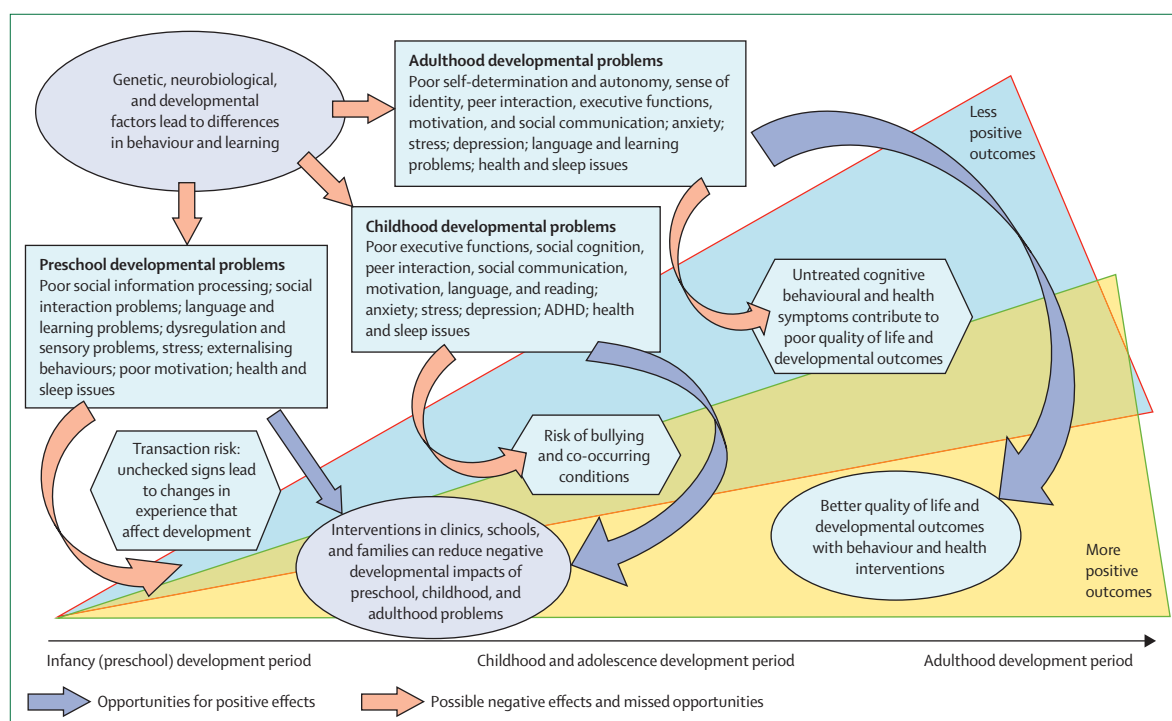 Genetic, neurobiological,
and developmental
factors lead to differences
in behaviour and learning
Adulthood developmental problems
Poor self-determination and autonomy, sense of
identity, peer interaction, executive functions,
motivation, and social communication; anxiety;
stress; depression; language and learning
problems; health and sleep issues
Less
positive
outcomes
Childhood developmental problems
Poor executive functions, social cognition,
peer interaction, social communication,
motivation, language, and reading;
anxiety; stress; depression; ADHD; health
and sleep issues
Preschool developmental problems
Poor social information processing; social
interaction problems; language and
learning problems; dysregulation and
sensory problems, stress; externalising
behaviours; poor motivation; health and
sleep issues
Untreated cognitive
behavioural and health
symptoms contribute to
poor quality of life and
developmental outcomes
Transaction risk:
unchecked signs lead
to changes in
experience that
affect development
Risk of bullying
and co-occurring
conditions
Interventions in clinics, schools,
and families can reduce negative
developmental impacts of
preschool, childhood, and
adulthood problems
Better quality of life and
developmental outcomes
with behaviour and health
interventions
More
positive
outcomes
Infancy (preschool) development period
Childhood and adolescence development period
Adulthood development period
Opportunities for positive effects
Possible negative effects and missed opportunities